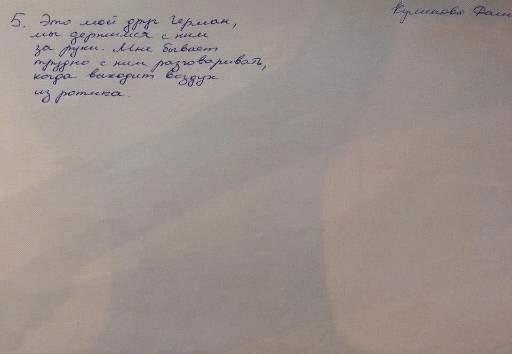 Куликова
5. Это мой друг Герман,
мы держимся с ним
за руки. Мне бывает
трудно с ним разговаривать,
когда выходит воздух
из ротика.